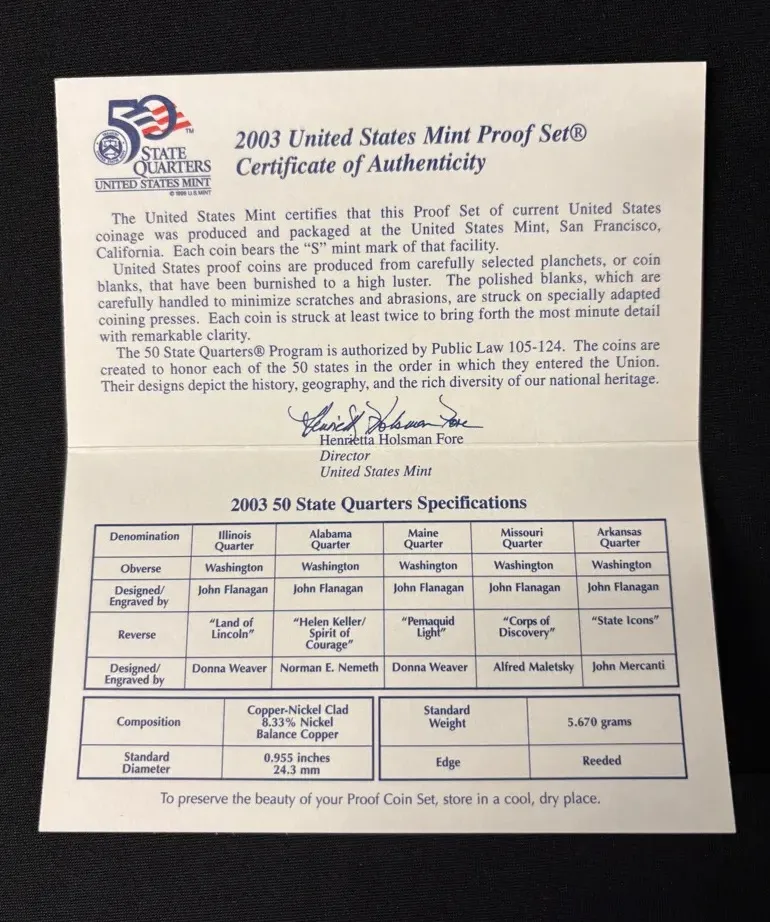 50
TM
STATE
QUARTERS
UNITED STATES MINT
2003 United States Mint Proof Set®
Certificate of Authenticity
The United States Mint certifies that this Proof Set of current United States
coinage was produced and packaged at the United States Mint, San Francisco,
California. Each coin bears the “S” mint mark of that facility.
United States proof coins are produced from carefully selected planchets, or coin
blanks, that have been burnished to a high luster. The polished blanks, which are
carefully handled to minimize scratches and abrasions, are struck on specially adapted
coining presses. Each coin is struck at least twice to bring forth the most minute detail
with remarkable clarity.
The 50 State Quarters® Program is authorized by Public Law 105-124. The coins are
created to honor each of the 50 states in the order in which they entered the Union.
Their designs depict the history, geography, and the rich diversity of our national heritage.
Henrietta Holsman Fore
Henrietta Holsman Fore
Director
United States Mint
2003 50 State Quarters Specifications
Denomination Illinois Quarter Alabama Quarter Maine Quarter Missouri Quarter Arkansas Quarter
Obverse Washington Washington Washington Washington Washington
Designed/ Engraved by John Flanagan John Flanagan John Flanagan John Flanagan John Flanagan
Reverse “Land of Lincoln” “Helen Keller/ Spirit of Courage” “Pemaquid Light” “Corps of Discovery” “State Icons”
Designed/ Engraved by Donna Weaver Norman E. Nemeth Donna Weaver Alfred Maletsky John Mercanti
Composition Copper-Nickel Clad 8.33% Nickel Balance Copper Standard Weight 5.670 grams
Standard Diameter 0.955 inches 24.3 mm Edge Reeded
To preserve the beauty of your Proof Coin Set, store in a cool, dry place.